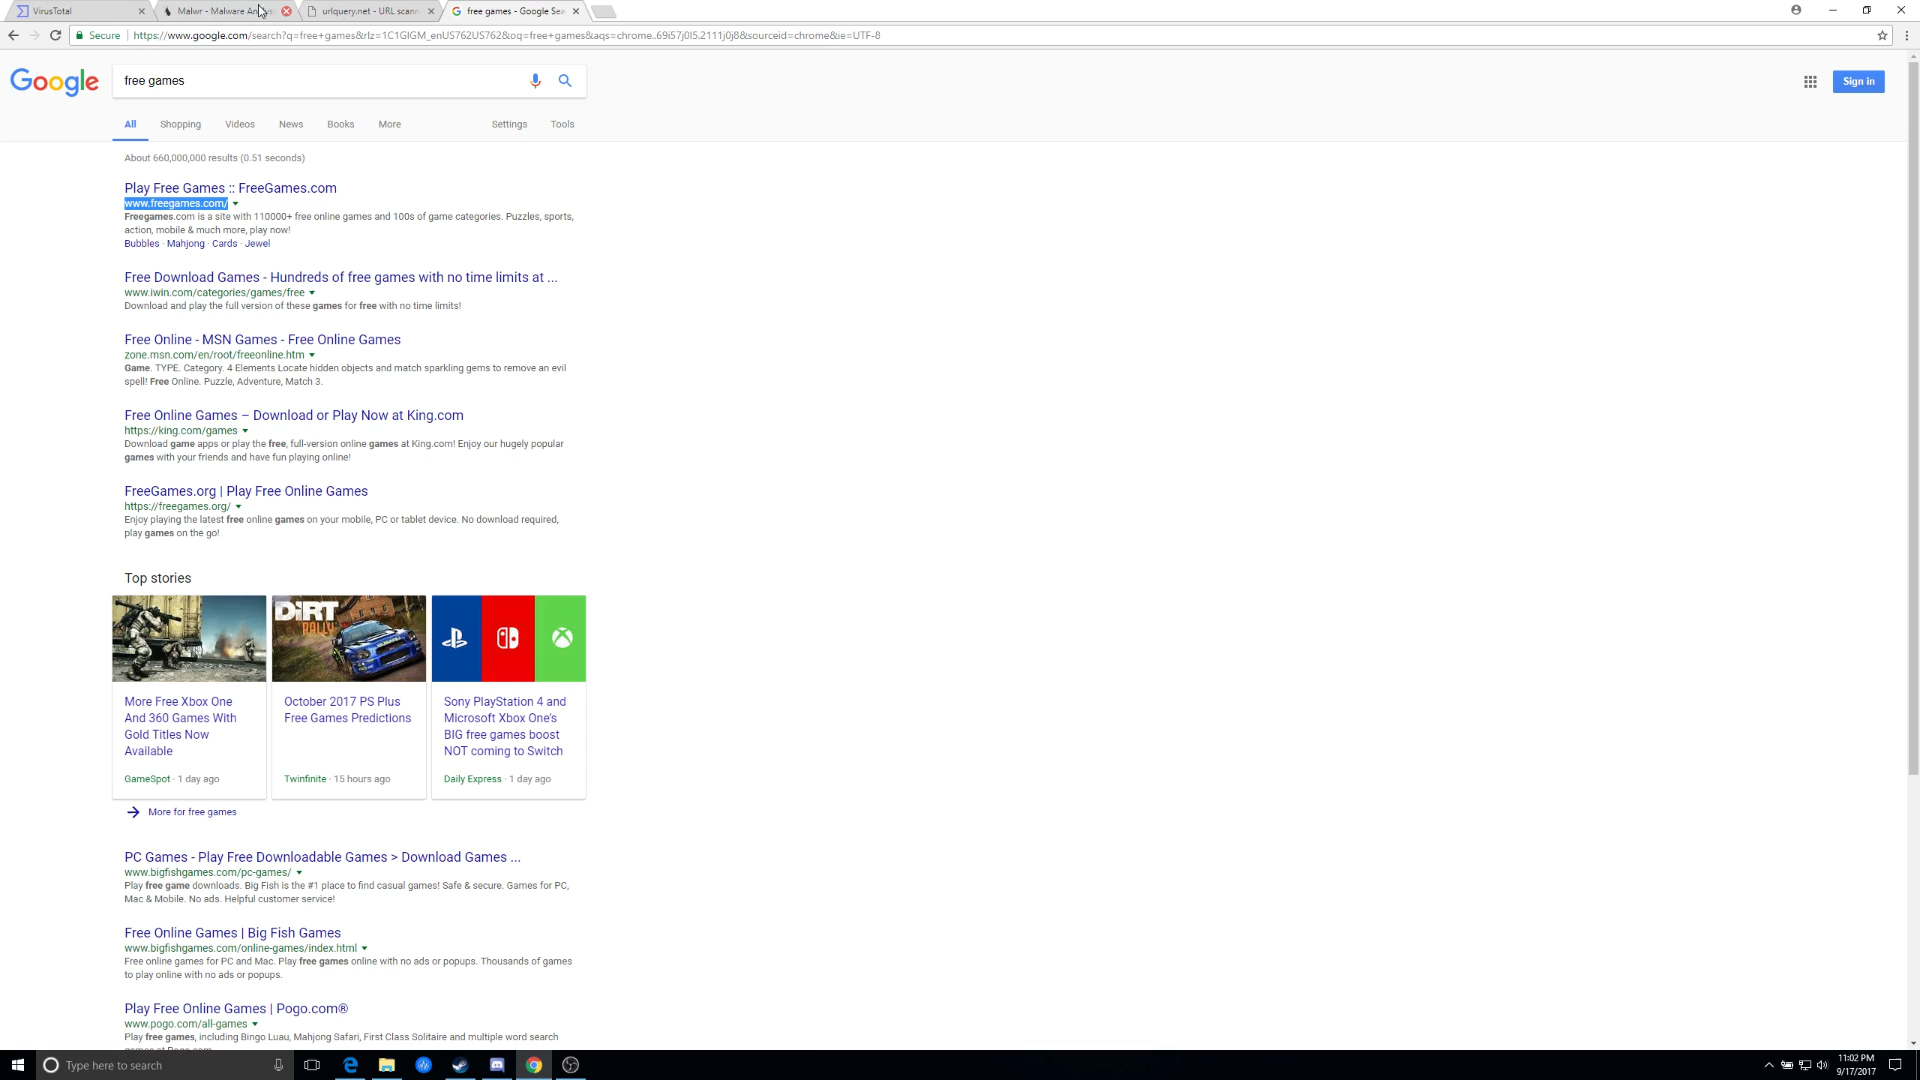 VirusTotal
Malwr - Malware Analys
urlquery.net - URL scann
free games - Google Sea
Secure
https://www.google.com/search?q=free+games&rlz=1C1GIGM_enUS762US762&oq=free+games&aqs=chrome..69i57j0l5.2111j0j8&sourceid=chrome&ie=UTF-8
Google
free games
Sign in
All Shopping Videos News Books More Settings Tools
About 660,000,000 results (0.51 seconds)
Play Free Games :: FreeGames.com
www.freegames.com/
Freegames.com is a site with 110000+ free online games and 100s of game categories. Puzzles, sports,
action, mobile & much more, play now!
Bubbles · Mahjong · Cards · Jewel
Free Download Games - Hundreds of free games with no time limits at ...
www.iwin.com/categories/games/free
Download and play the full version of these games for free with no time limits!
Free Online - MSN Games - Free Online Games
zone.msn.com/en/root/freeonline.htm
Game. TYPE. Category. 4 Elements Locate hidden objects and match sparkling gems to remove an evil
spell! Free Online. Puzzle, Adventure, Match 3.
Free Online Games – Download or Play Now at King.com
https://king.com/games
Download game apps or play the free, full-version online games at King.com! Enjoy our hugely popular
games with your friends and have fun playing online!
FreeGames.org | Play Free Online Games
https://freegames.org/
Enjoy playing the latest free online games on your mobile, PC or tablet device. No download required,
play games on the go!
Top stories
DiRT
RALLY
More Free Xbox One
And 360 Games With
Gold Titles Now
Available
GameSpot · 1 day ago
October 2017 PS Plus
Free Games Predictions
Twinfinite · 15 hours ago
Sony PlayStation 4 and
Microsoft Xbox One's
BIG free games boost
NOT coming to Switch
Daily Express · 1 day ago
More for free games
PC Games - Play Free Downloadable Games > Download Games ...
www.bigfishgames.com/pc-games/
Play free game downloads. Big Fish is the #1 place to find casual games! Safe & secure. Games for PC,
Mac & Mobile. No ads. Helpful customer service!
Free Online Games | Big Fish Games
www.bigfishgames.com/online-games/index.html
Free online games for PC and Mac. Play free games online with no ads or popups. Thousands of games
to play online with no ads or popups.
Play Free Online Games | Pogo.com®
www.pogo.com/all-games
Play free games, including Bingo Luau, Mahjong Safari, First Class Solitaire and multiple word search
games at Pogo.com
Type here to search
11:02 PM
9/17/2017